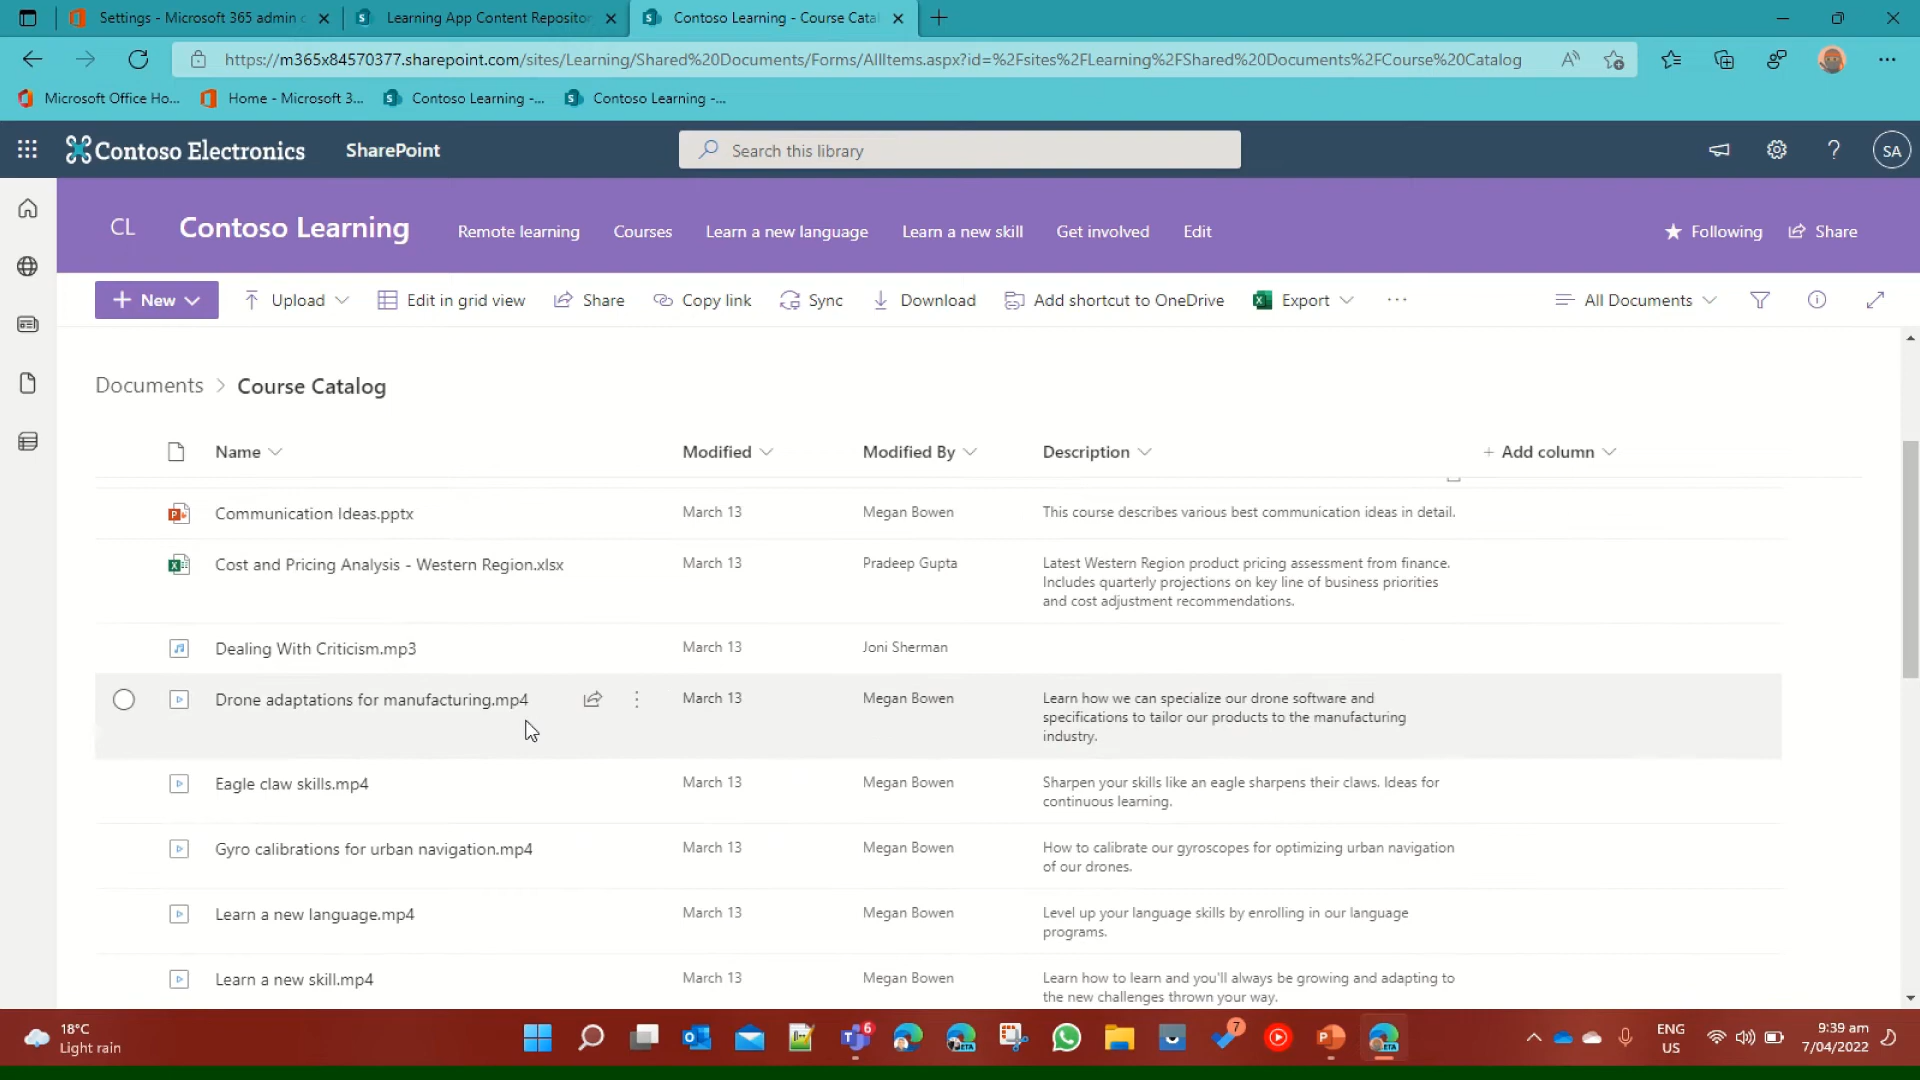 Settings - Microsoft 365 admin c
Learning App Content Repositor
Contoso Learning - Course Catal
https://m365x84570377.sharepoint.com/sites/Learning/Shared%20Documents/Forms/AllItems.aspx?id=%2Fsites%2FLearning%2FShared%20Documents%2FCourse%20Catalog
Microsoft Office Ho...
Home - Microsoft 3...
Contoso Learning -...
Contoso Learning -...
Contoso Electronics
SharePoint
Search this library
SA
CL
Contoso Learning
Remote learning
Courses
Learn a new language
Learn a new skill
Get involved
Edit
Following
Share
New
Upload
Edit in grid view
Share
Copy link
Sync
Download
Add shortcut to OneDrive
Export
All Documents
Documents > Course Catalog
Name
Modified
Modified By
Description
+ Add column
Communication Ideas.pptx
March 13
Megan Bowen
This course describes various best communication ideas in detail.
Cost and Pricing Analysis - Western Region.xlsx
March 13
Pradeep Gupta
Latest Western Region product pricing assessment from finance.
Includes quarterly projections on key line of business priorities
and cost adjustment recommendations.
Dealing With Criticism.mp3
March 13
Joni Sherman
Drone adaptations for manufacturing.mp4
March 13
Megan Bowen
Learn how we can specialize our drone software and
specifications to tailor our products to the manufacturing
industry.
Eagle claw skills.mp4
March 13
Megan Bowen
Sharpen your skills like an eagle sharpens their claws. Ideas for
continuous learning.
Gyro calibrations for urban navigation.mp4
March 13
Megan Bowen
How to calibrate our gyroscopes for optimizing urban navigation
of our drones.
Learn a new language.mp4
March 13
Megan Bowen
Level up your language skills by enrolling in our language
programs.
Learn a new skill.mp4
March 13
Megan Bowen
Learn how to learn and you'll always be growing and adapting to
the new challenges thrown your way.
18°C
Light rain
6
BETA
7
BETA
ENG
US
9:39 am
7/04/2022